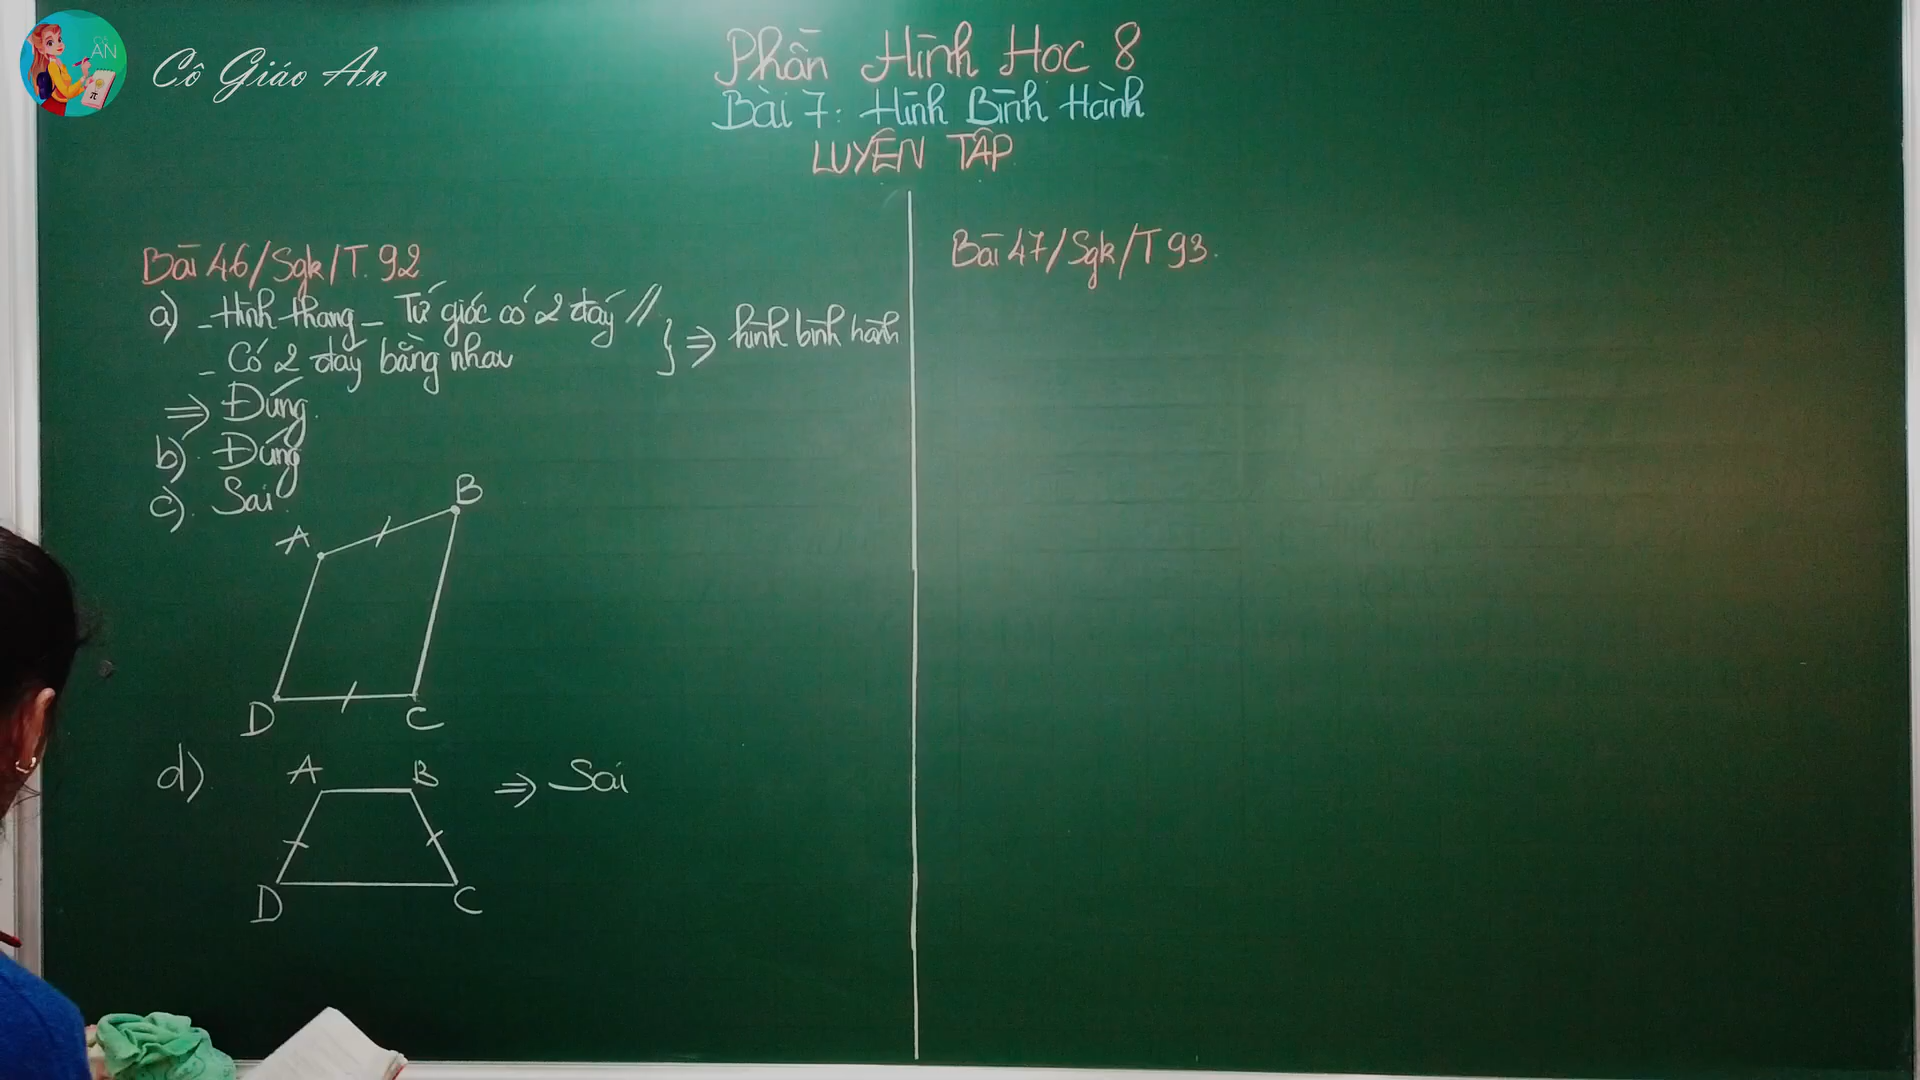 AN
Cô Giáo An
Phần Hình Học 8
Bài 7: Hình Bình Hành
LUYỆN TẬP
Bài 46/Sgk/T.92
a) - Hình thang - Tứ giác có 2 đáy //
- Có 2 đáy bằng nhau
} => hình bình hành
=> Đúng.
b) Đúng
c). Sai.
A
B
D
C
d).
A
B
=> Sai
D
C
Bài 47/Sgk/T 93.